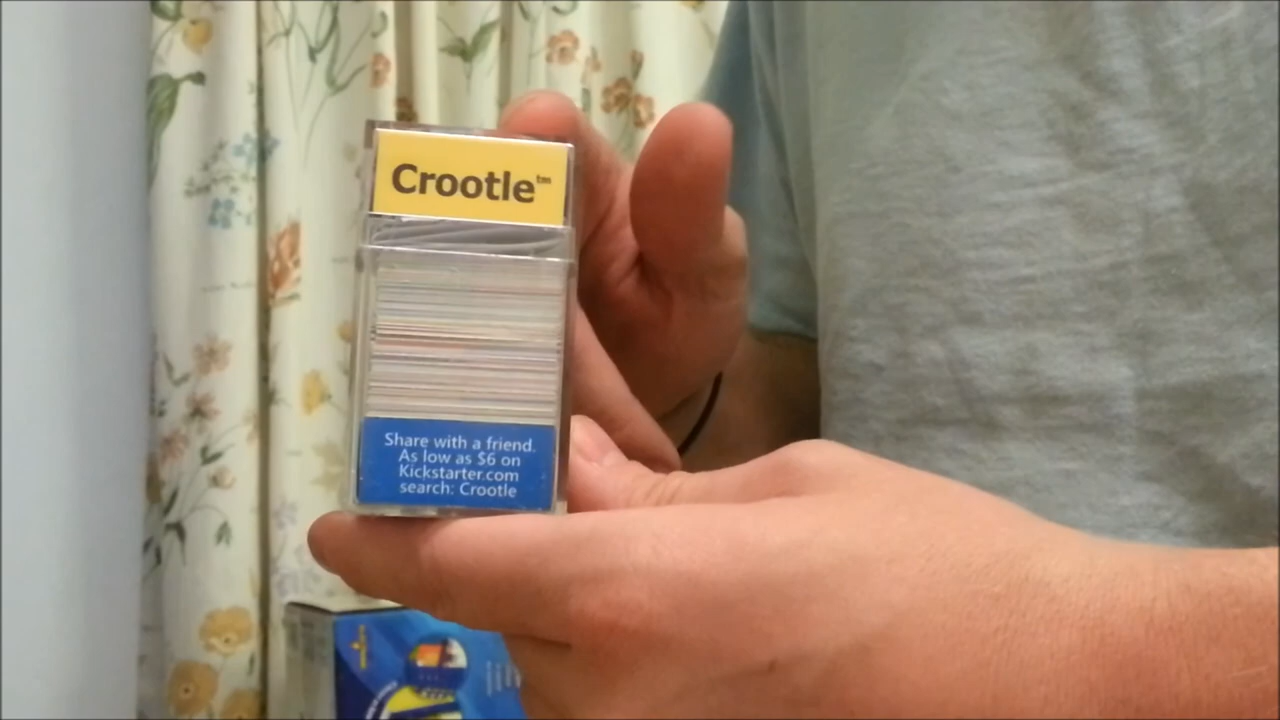 Crootle™
Share with a friend.
As low as $6 on
Kickstarter.com
search: Crootle